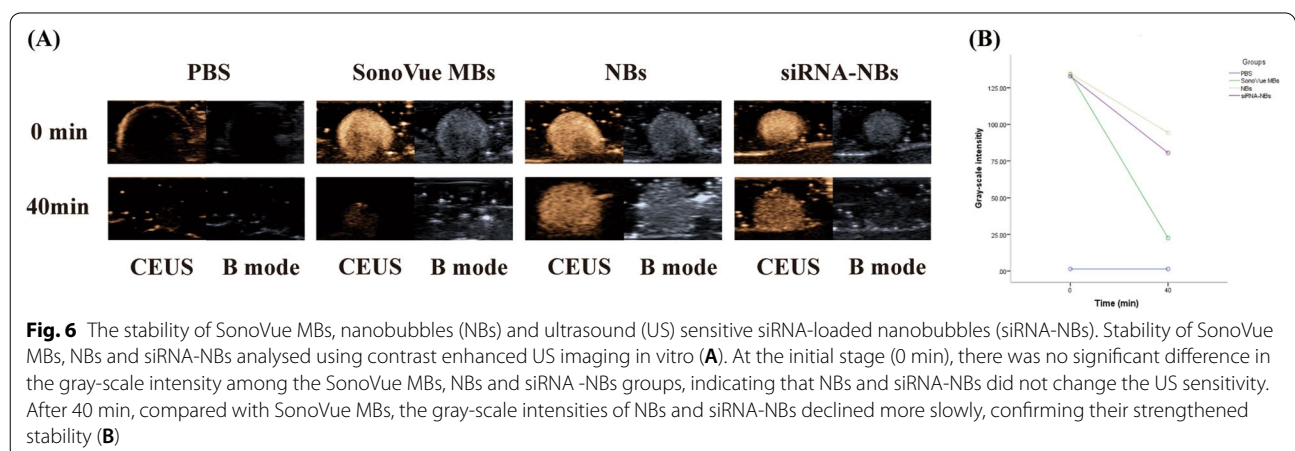 (A)
PBS SonoVue MBs NBs siRNA-NBs
0 min
40min
CEUS B mode CEUS B mode CEUS B mode CEUS B mode
(B)
Groups
PBS
SonoVue MBs
NBs
siRNA-NBs
Gray-scale intensitiy
125.00
100.00
75.00
50.00
25.00
.00
0 40
Time (min)
Fig. 6 The stability of SonoVue MBs, nanobubbles (NBs) and ultrasound (US) sensitive siRNA-loaded nanobubbles (siRNA-NBs). Stability of SonoVue
MBs, NBs and siRNA-NBs analysed using contrast enhanced US imaging in vitro (A). At the initial stage (0 min), there was no significant difference in
the gray-scale intensity among the SonoVue MBs, NBs and siRNA -NBs groups, indicating that NBs and siRNA-NBs did not change the US sensitivity.
After 40 min, compared with SonoVue MBs, the gray-scale intensities of NBs and siRNA-NBs declined more slowly, confirming their strengthened
stability (B)